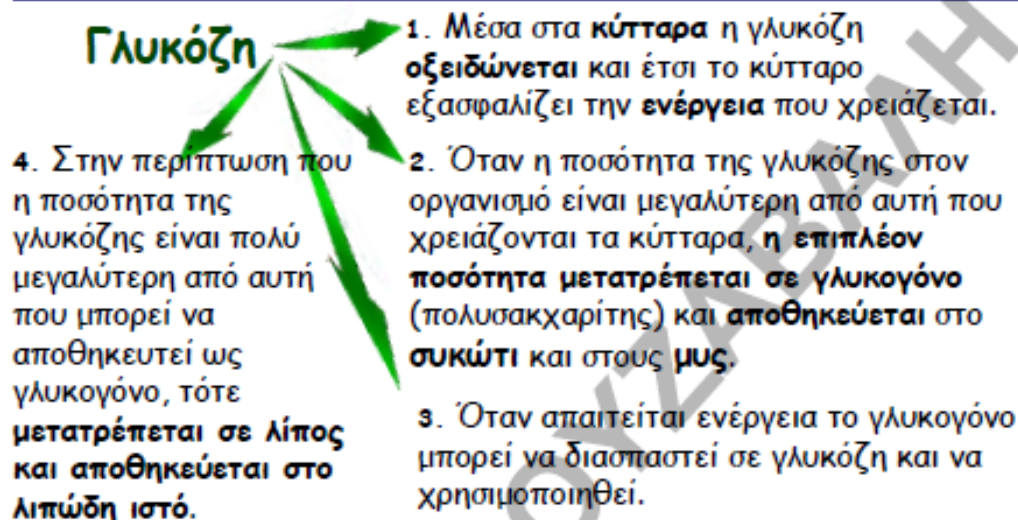 Γλυκόζη
1. Μέσα στα κύτταρα η γλυκόζη
οξειδώνεται και έτσι το κύτταρο
εξασφαλίζει την ενέργεια που χρειάζεται.
2. Όταν η ποσότητα της γλυκόζης στον
οργανισμό είναι μεγαλύτερη από αυτή που
χρειάζονται τα κύτταρα, η επιπλέον
ποσότητα μετατρέπεται σε γλυκογόνο
(πολυσακχαρίτης) και αποθηκεύεται στο
συκώτι και στους μυς.
3. Όταν απαιτείται ενέργεια το γλυκογόνο
μπορεί να διασπαστεί σε γλυκόζη και να
χρησιμοποιηθεί.
4. Στην περίπτωση που
η ποσότητα της
γλυκόζης είναι πολύ
μεγαλύτερη από αυτή
που μπορεί να
αποθηκευτεί ως
γλυκογόνο, τότε
μετατρέπεται σε λίπος
και αποθηκεύεται στο
λιπώδη ιστό.
ΟΥΖΑΒΑΛΗ